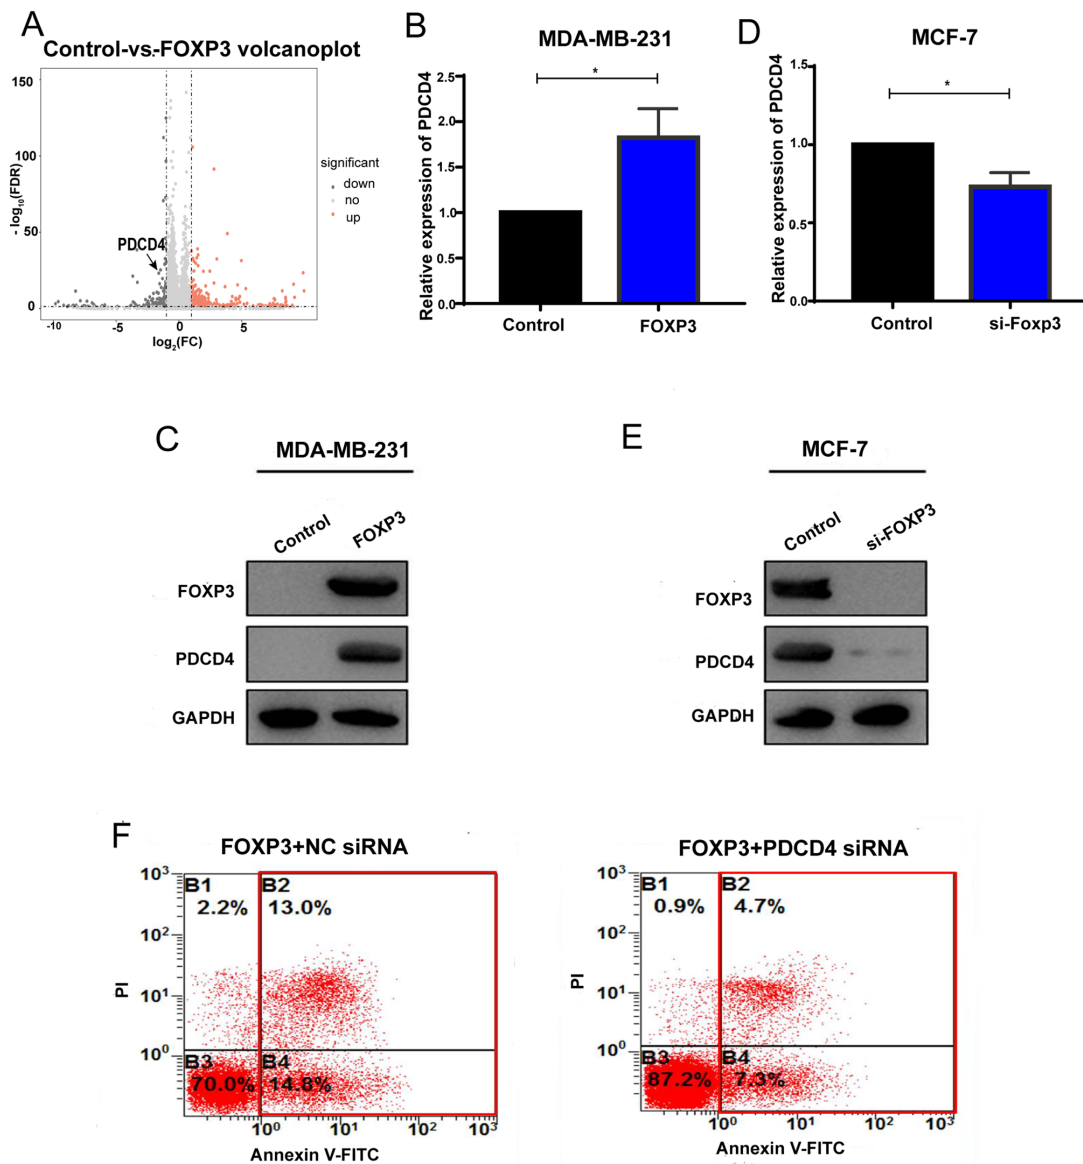 A
Control-vs-FOXP3 volcanoplot
150
100
50
0
- log10(FDR)
PDCD4
-10
-5
0
5
log2(FC)
significant
down
no
up
B
MDA-MB-231
Relative expression of PDCD4
2.5
2.0
1.5
1.0
0.5
0.0
*
Control
FOXP3
D
MCF-7
Relative expression of PDCD4
1.5
1.0
0.5
0.0
*
Control
si-Foxp3
C
MDA-MB-231
Control
FOXP3
FOXP3
PDCD4
GAPDH
E
MCF-7
Control
si-FOXP3
FOXP3
PDCD4
GAPDH
F
FOXP3+NC siRNA
PI
10³
10²
10¹
10⁰
B1
2.2%
B2
13.0%
B3
70.0%
B4
14.8%
10⁰
10¹
10²
10³
Annexin V-FITC
FOXP3+PDCD4 siRNA
PI
10³
10²
10¹
10⁰
B1
0.9%
B2
4.7%
B3
87.2%
B4
7.3%
10⁰
10¹
10²
10³
Annexin V-FITC